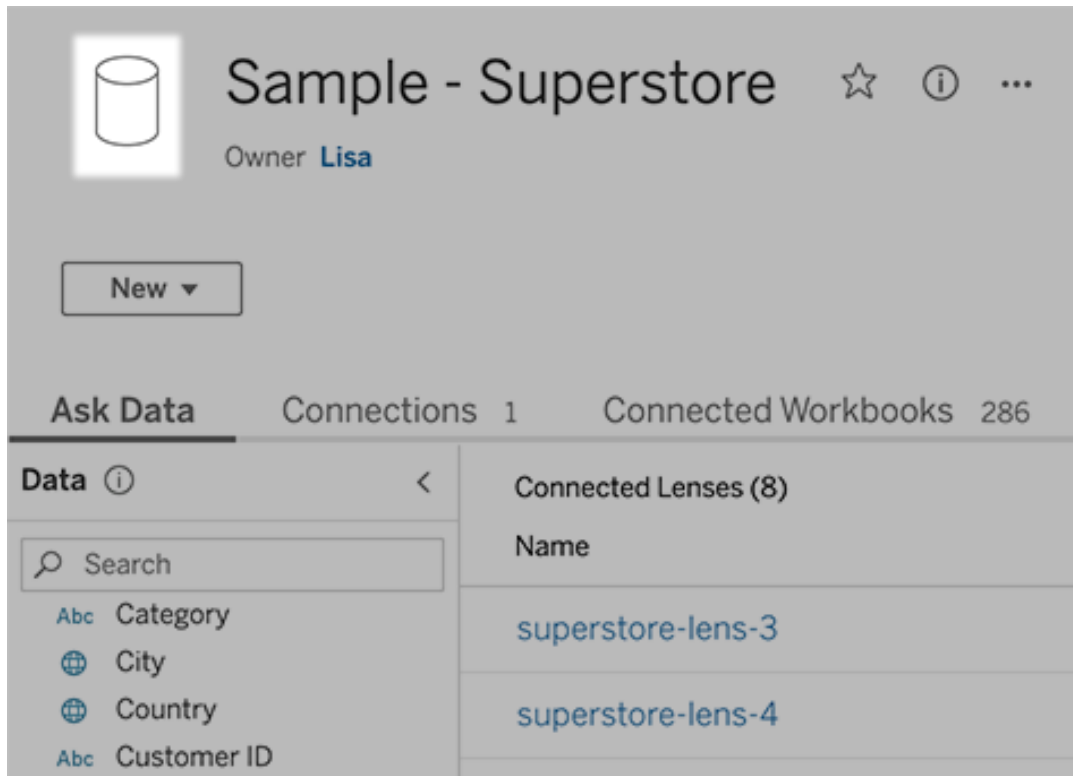 Sample - Superstore
Owner Lisa
New
Ask Data Connections 1 Connected Workbooks 286
Data
Search
Abc Category
City
Country
Abc Customer ID
Connected Lenses (8)
Name
superstore-lens-3
superstore-lens-4